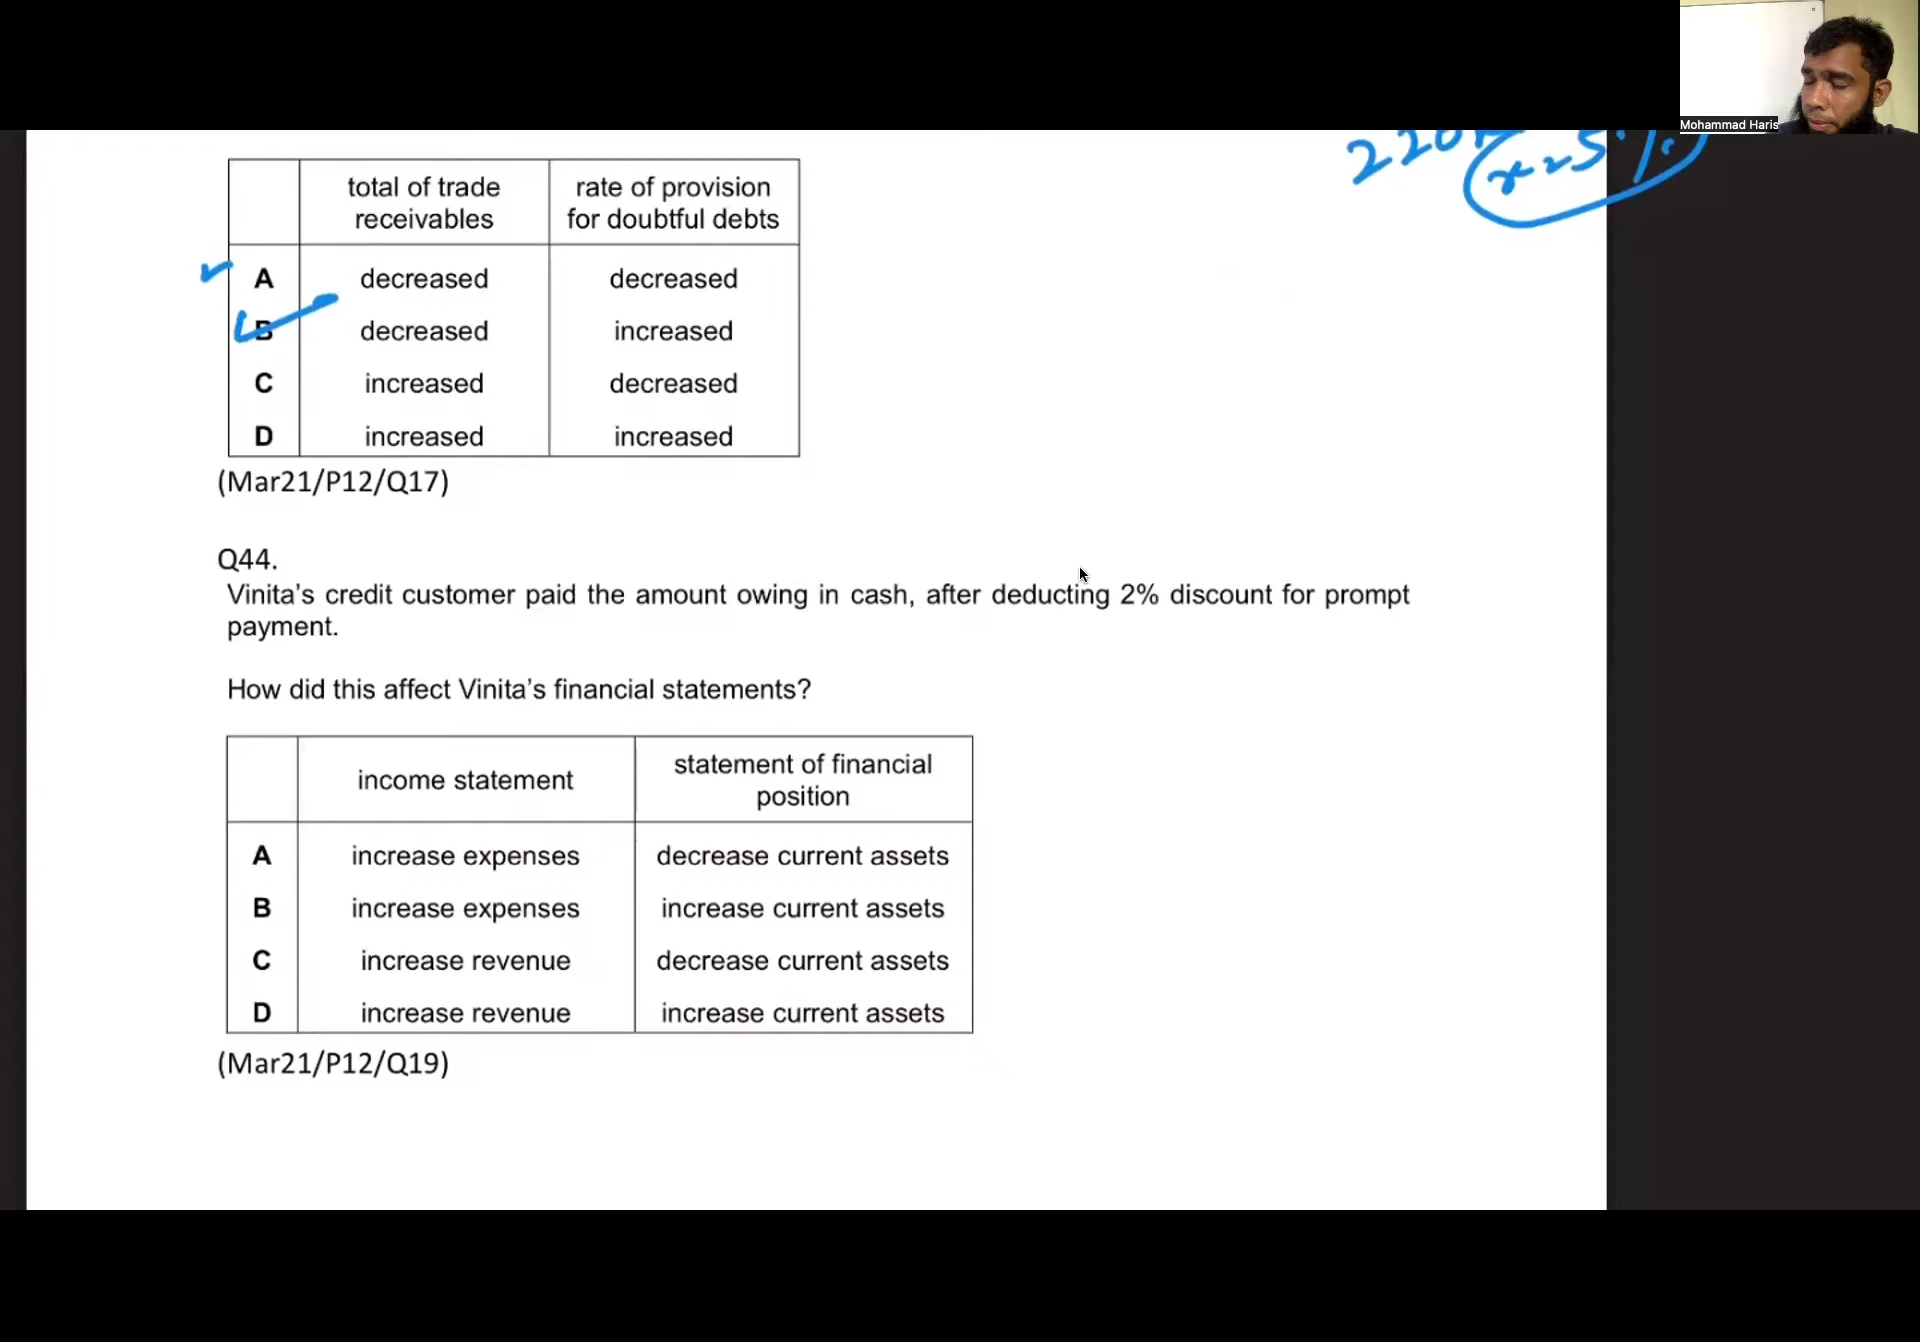 Mohammad Haris
220
x=25%
total of trade receivables
rate of provision for doubtful debts
A decreased decreased
B decreased increased
C increased decreased
D increased increased
(Mar21/P12/Q17)
Q44.
Vinita's credit customer paid the amount owing in cash, after deducting 2% discount for prompt
payment.
How did this affect Vinita's financial statements?
income statement
statement of financial position
A increase expenses decrease current assets
B increase expenses increase current assets
C increase revenue decrease current assets
D increase revenue increase current assets
(Mar21/P12/Q19)